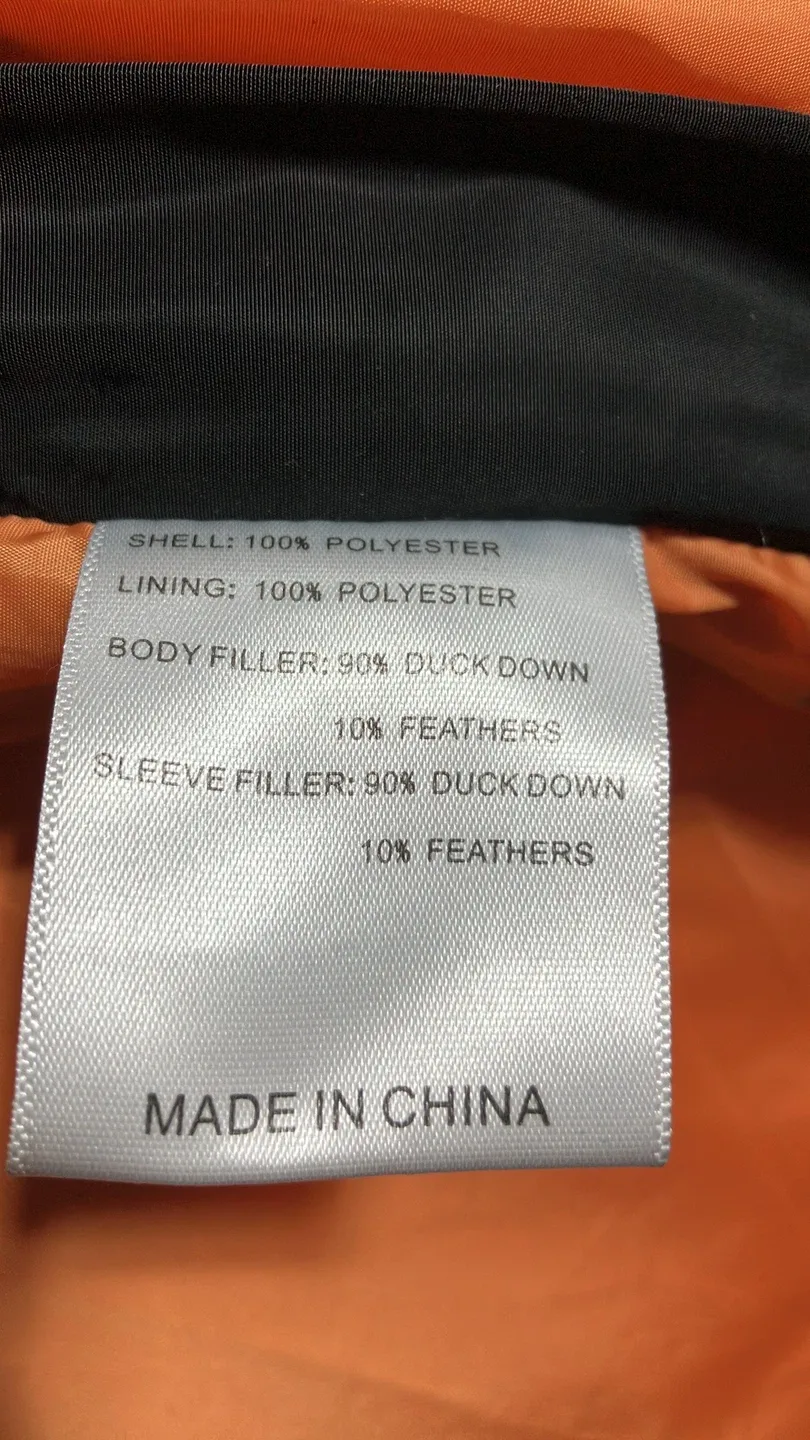 SHELL: 100% POLYESTER
LINING: 100% POLYESTER
BODY FILLER: 90% DUCK DOWN
10% FEATHERS
SLEEVE FILLER: 90% DUCK DOWN
10% FEATHERS
MADE IN CHINA